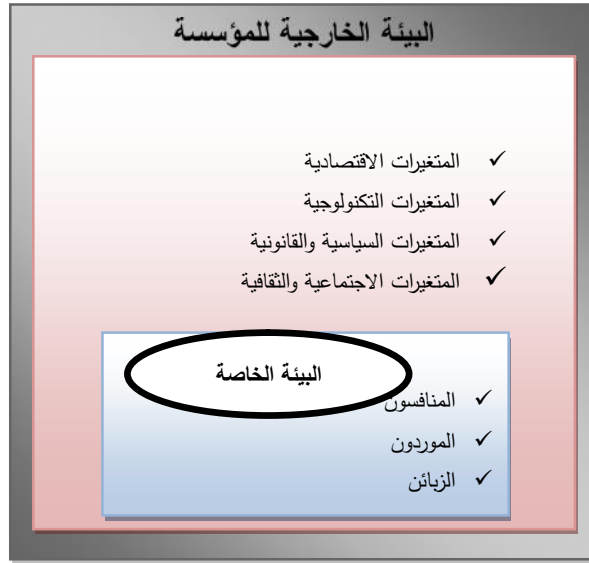 البيئة الخارجية للمؤسسة
✓ المتغيرات الاقتصادية
✓ المتغيرات التكنولوجية
✓ المتغيرات السياسية والقانونية
✓ المتغيرات الاجتماعية والثقافية
البيئة الخاصة
✓ المنافسون
✓ الموردون
✓ الزبائن